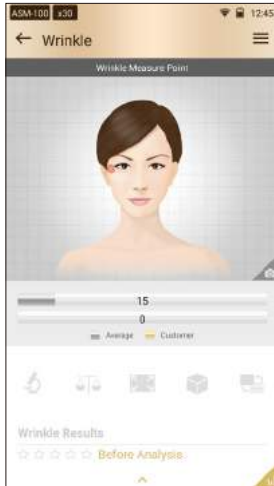 ASM-100 x30 12:45
Wrinkle
Wrinkle Measure Point
15
0
Average Customer
Wrinkle Results
Before Analysis.